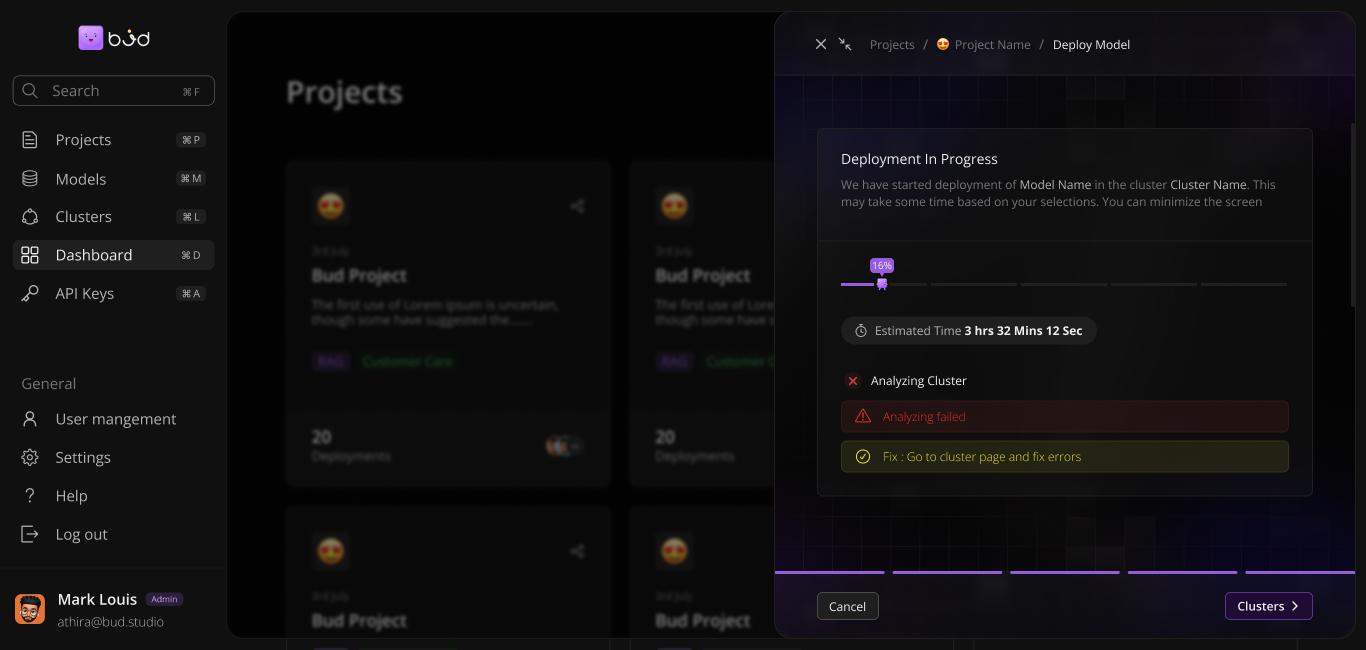 bud
Search ⌘ F
Projects ⌘ P
Models ⌘ M
Clusters ⌘ L
Dashboard ⌘ D
API Keys ⌘ A
General
User mangement
Settings
Help
Log out
Mark Louis Admin
athira@bud.studio
Projects
3rd July
Bud Project
The first use of Lorem ipsum is uncertain,
though some have suggested the.......
RAG Customer Care
20
Deployments
3rd July
Bud Project
The first use of Lore
though some have s
RAG Customer C
20
Deployments
3rd July
Bud Project
3rd July
Bud Project
Projects / 😍 Project Name / Deploy Model
Deployment In Progress
We have started deployment of Model Name in the cluster Cluster Name. This
may take some time based on your selections. You can minimize the screen
16%
Estimated Time 3 hrs 32 Mins 12 Sec
Analyzing Cluster
Analyzing failed
Fix : Go to cluster page and fix errors
Cancel
Clusters